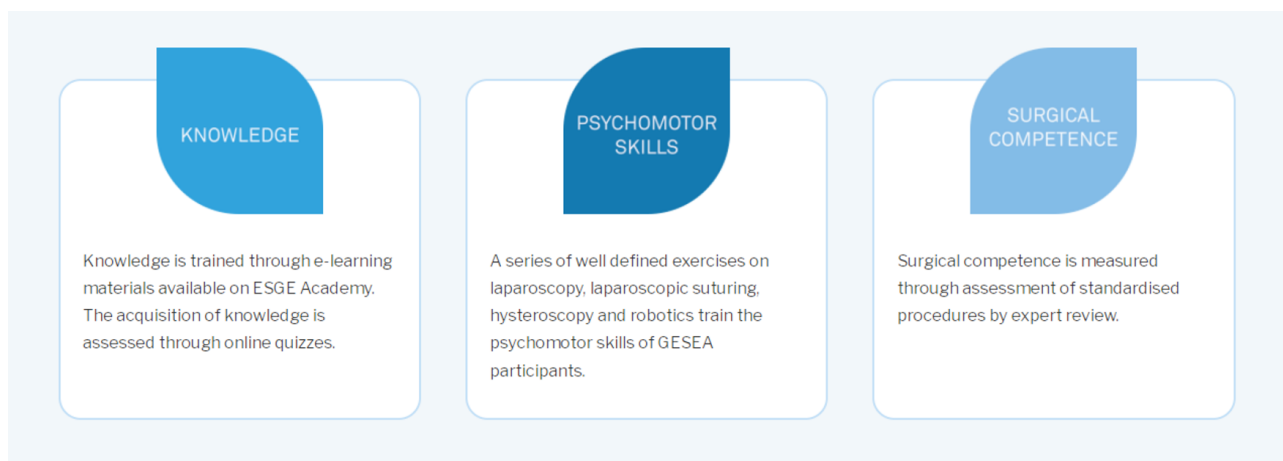 KNOWLEDGE
Knowledge is trained through e-learning
materials available on ESGE Academy.
The acquisition of knowledge is
assessed through online quizzes.
PSYCHOMOTOR
SKILLS
A series of well defined exercises on
laparoscopy, laparoscopic suturing,
hysteroscopy and robotics train the
psychomotor skills of GESEA
participants.
SURGICAL
COMPETENCE
Surgical competence is measured
through assessment of standardised
procedures by expert review.